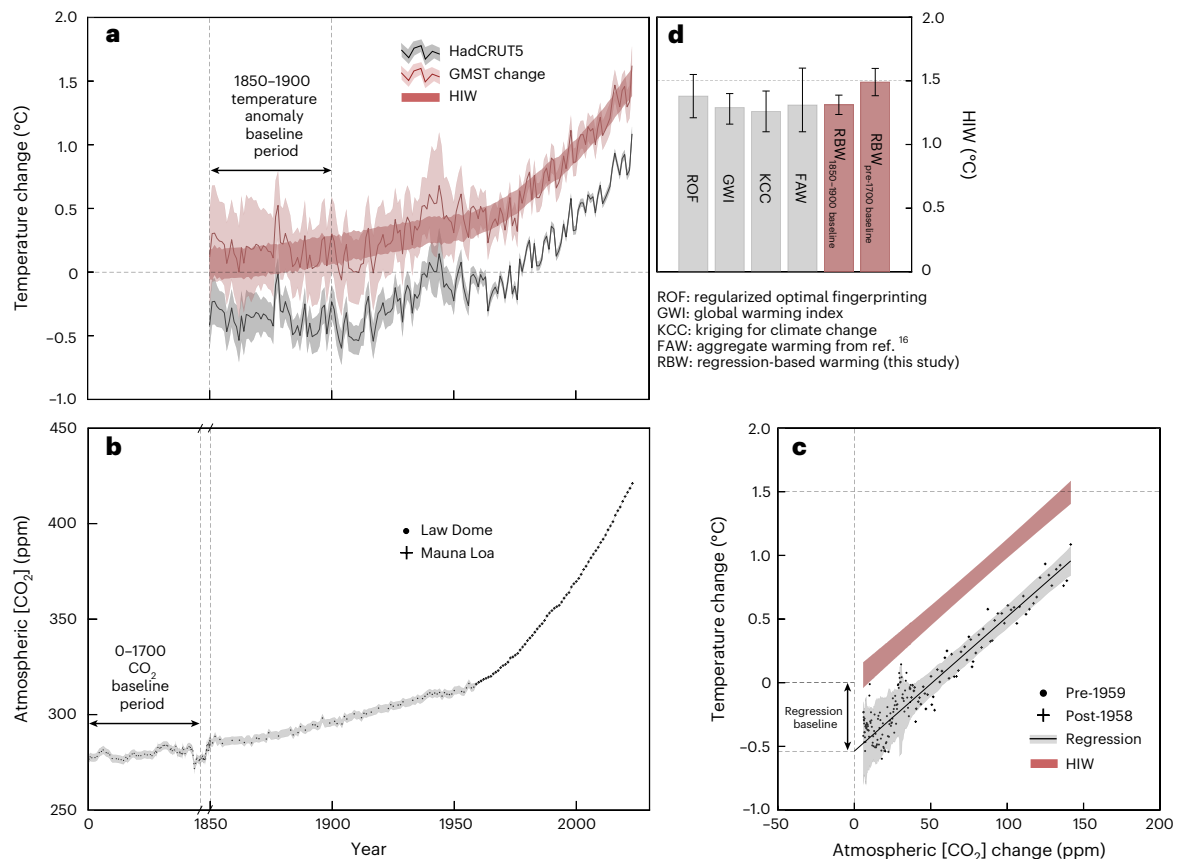 a
2.0
1.5
1.0
0.5
0
−0.5
−1.0
Temperature change (°C)
1850–1900
temperature
anomaly
baseline
period
HadCRUT5
GMST change
HIW
d
2.0
1.5
1.0
0.5
0
HIW (°C)
ROF
GWI
KCC
FAW
RBW1850–1900 baseline
RBWpre-1700 baseline
ROF: regularized optimal fingerprinting
GWI: global warming index
KCC: kriging for climate change
FAW: aggregate warming from ref. 16
RBW: regression-based warming (this study)
b
450
400
350
300
250
Atmospheric [CO2] (ppm)
Law Dome
Mauna Loa
0–1700
CO2
baseline
period
0
1850
1900
1950
2000
Year
c
2.0
1.5
1.0
0.5
0
−0.5
−1.0
Temperature change (°C)
Regression
baseline
Pre-1959
Post-1958
Regression
HIW
−50
0
50
100
150
200
Atmospheric [CO2] change (ppm)